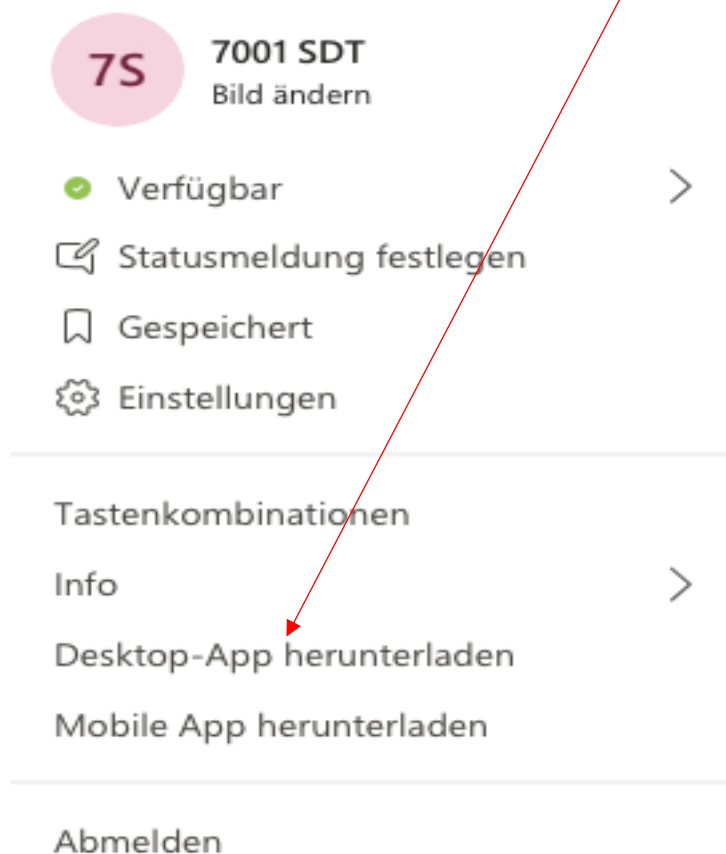 7S
7001 SDT
Bild ändern
Verfügbar
Statusmeldung festlegen
Gespeichert
Einstellungen
Tastenkombinationen
Info
Desktop-App herunterladen
Mobile App herunterladen
Abmelden